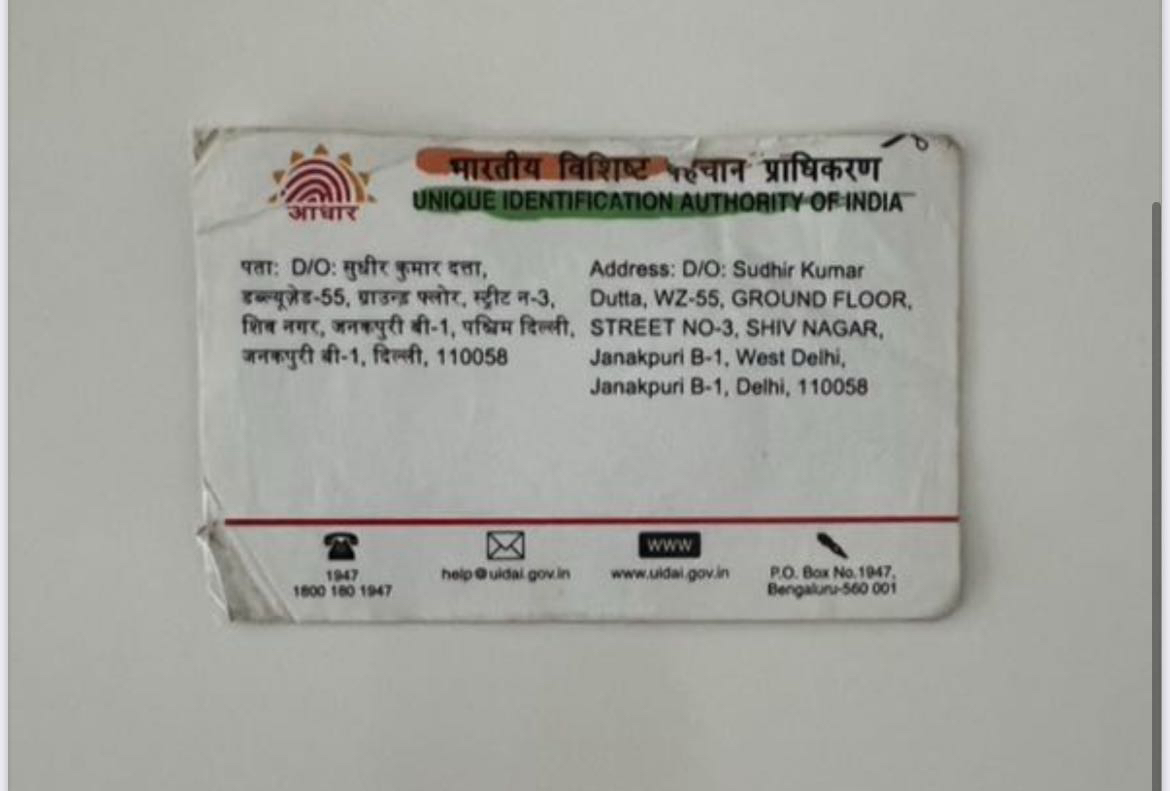 भारतीय विशिष्ट पहचान प्राधिकरण
UNIQUE IDENTIFICATION AUTHORITY OF INDIA
आधार
पता: D/O: सुधीर कुमार दत्ता,
डब्ल्यूज़ेड-55, ग्राउन्ड फ्लोर, स्ट्रीट न-3,
शिव नगर, जनकपुरी बी-1, पश्चिम दिल्ली,
जनकपुरी बी-1, दिल्ली, 110058
Address: D/O: Sudhir Kumar
Dutta, WZ-55, GROUND FLOOR,
STREET NO-3, SHIV NAGAR,
Janakpuri B-1, West Delhi,
Janakpuri B-1, Delhi, 110058
1947
1800 180 1947
help@uidai.gov.in
www
www.uidai.gov.in
P.O. Box No.1947,
Bengaluru-560 001